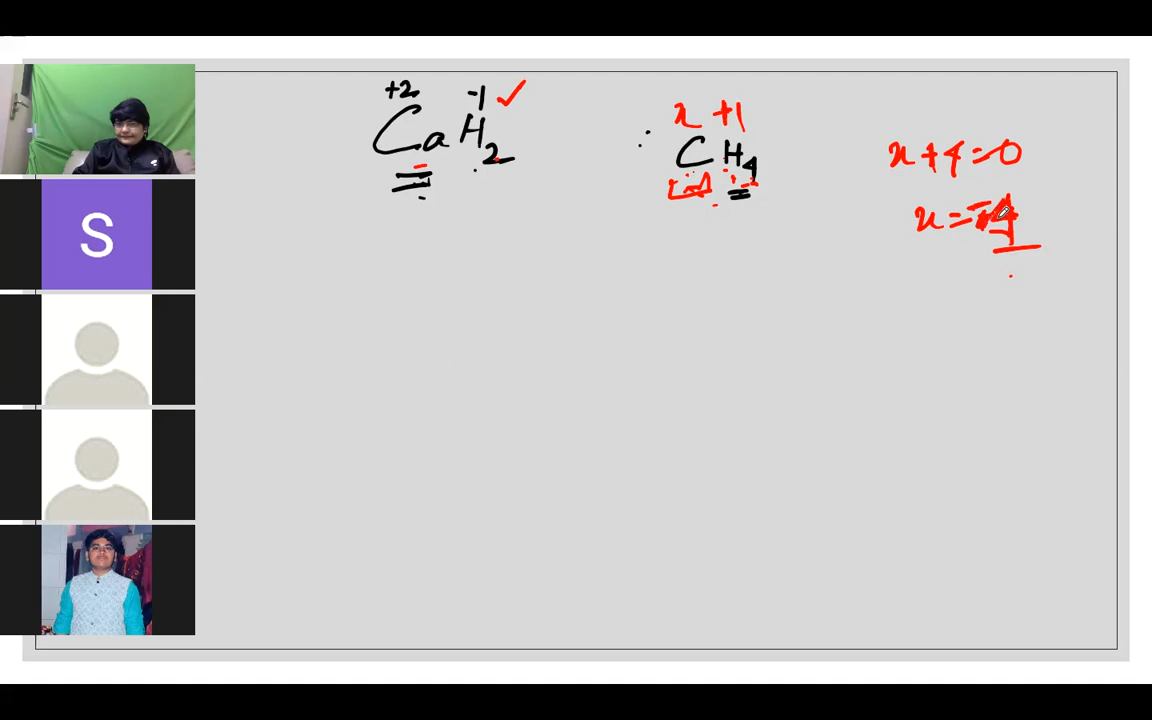 S
+2 -1 ✓
CaH2
x +1
CH4
x+4=0
x=-4